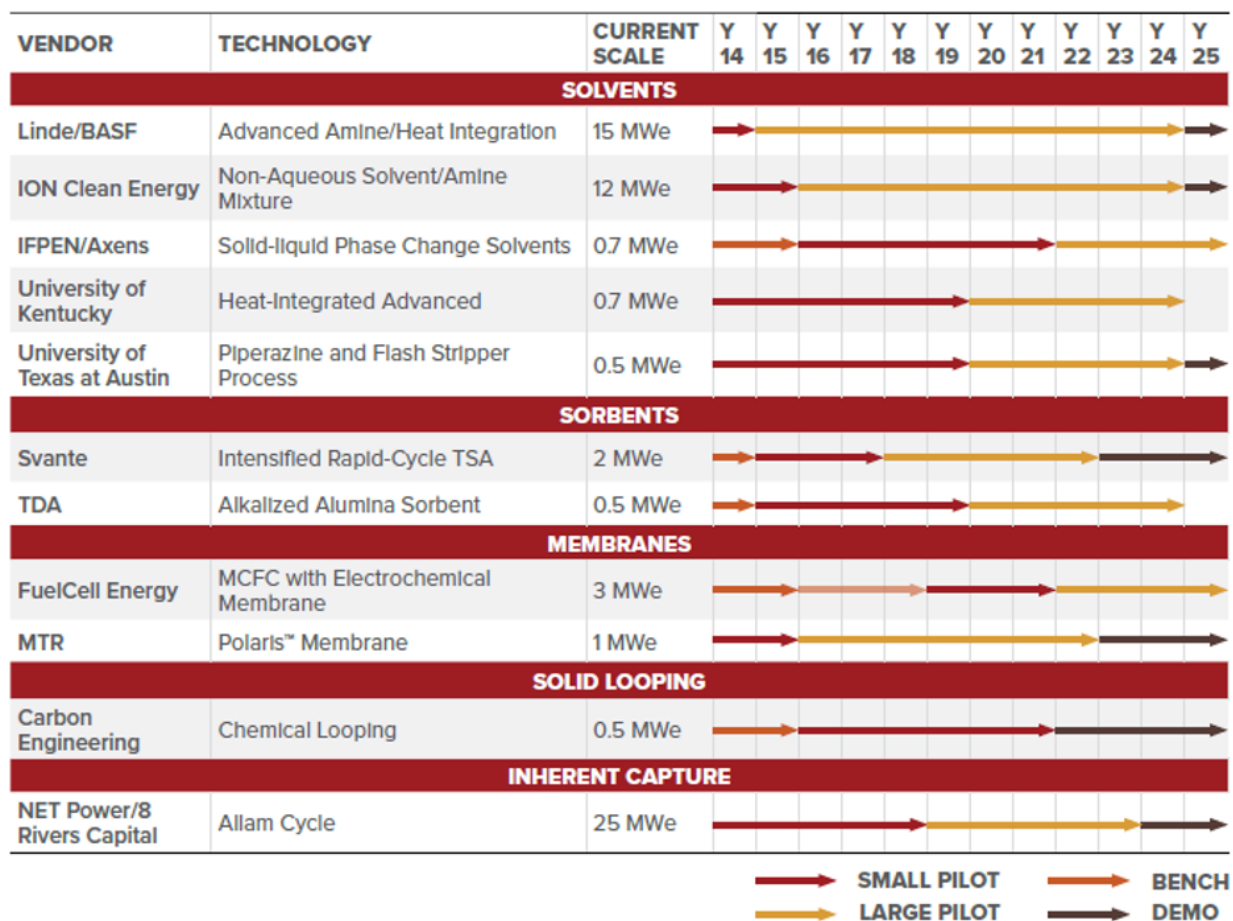 VENDOR TECHNOLOGY CURRENT SCALE Y 14 Y 15 Y 16 Y 17 Y 18 Y 19 Y 20 Y 21 Y 22 Y 23 Y 24 Y 25
SOLVENTS
Linde/BASF Advanced Amine/Heat Integration 15 MWe
ION Clean Energy Non-Aqueous Solvent/Amine Mixture 12 MWe
IFPEN/Axens Solid-liquid Phase Change Solvents 0.7 MWe
University of Kentucky Heat-Integrated Advanced 0.7 MWe
University of Texas at Austin Piperazine and Flash Stripper Process 0.5 MWe
SORBENTS
Svante Intensified Rapid-Cycle TSA 2 MWe
TDA Alkalized Alumina Sorbent 0.5 MWe
MEMBRANES
FuelCell Energy MCFC with Electrochemical Membrane 3 MWe
MTR Polaris™ Membrane 1 MWe
SOLID LOOPING
Carbon Engineering Chemical Looping 0.5 MWe
INHERENT CAPTURE
NET Power/8 Rivers Capital Allam Cycle 25 MWe
SMALL PILOT BENCH
LARGE PILOT DEMO